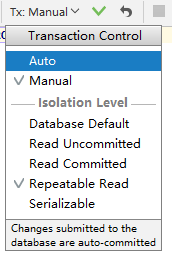 Tx: Manual
Transaction Control
Auto
Manual
Isolation Level
Database Default
Read Uncommitted
Read Committed
Repeatable Read
Serializable
Changes submitted to the
database are auto-committed